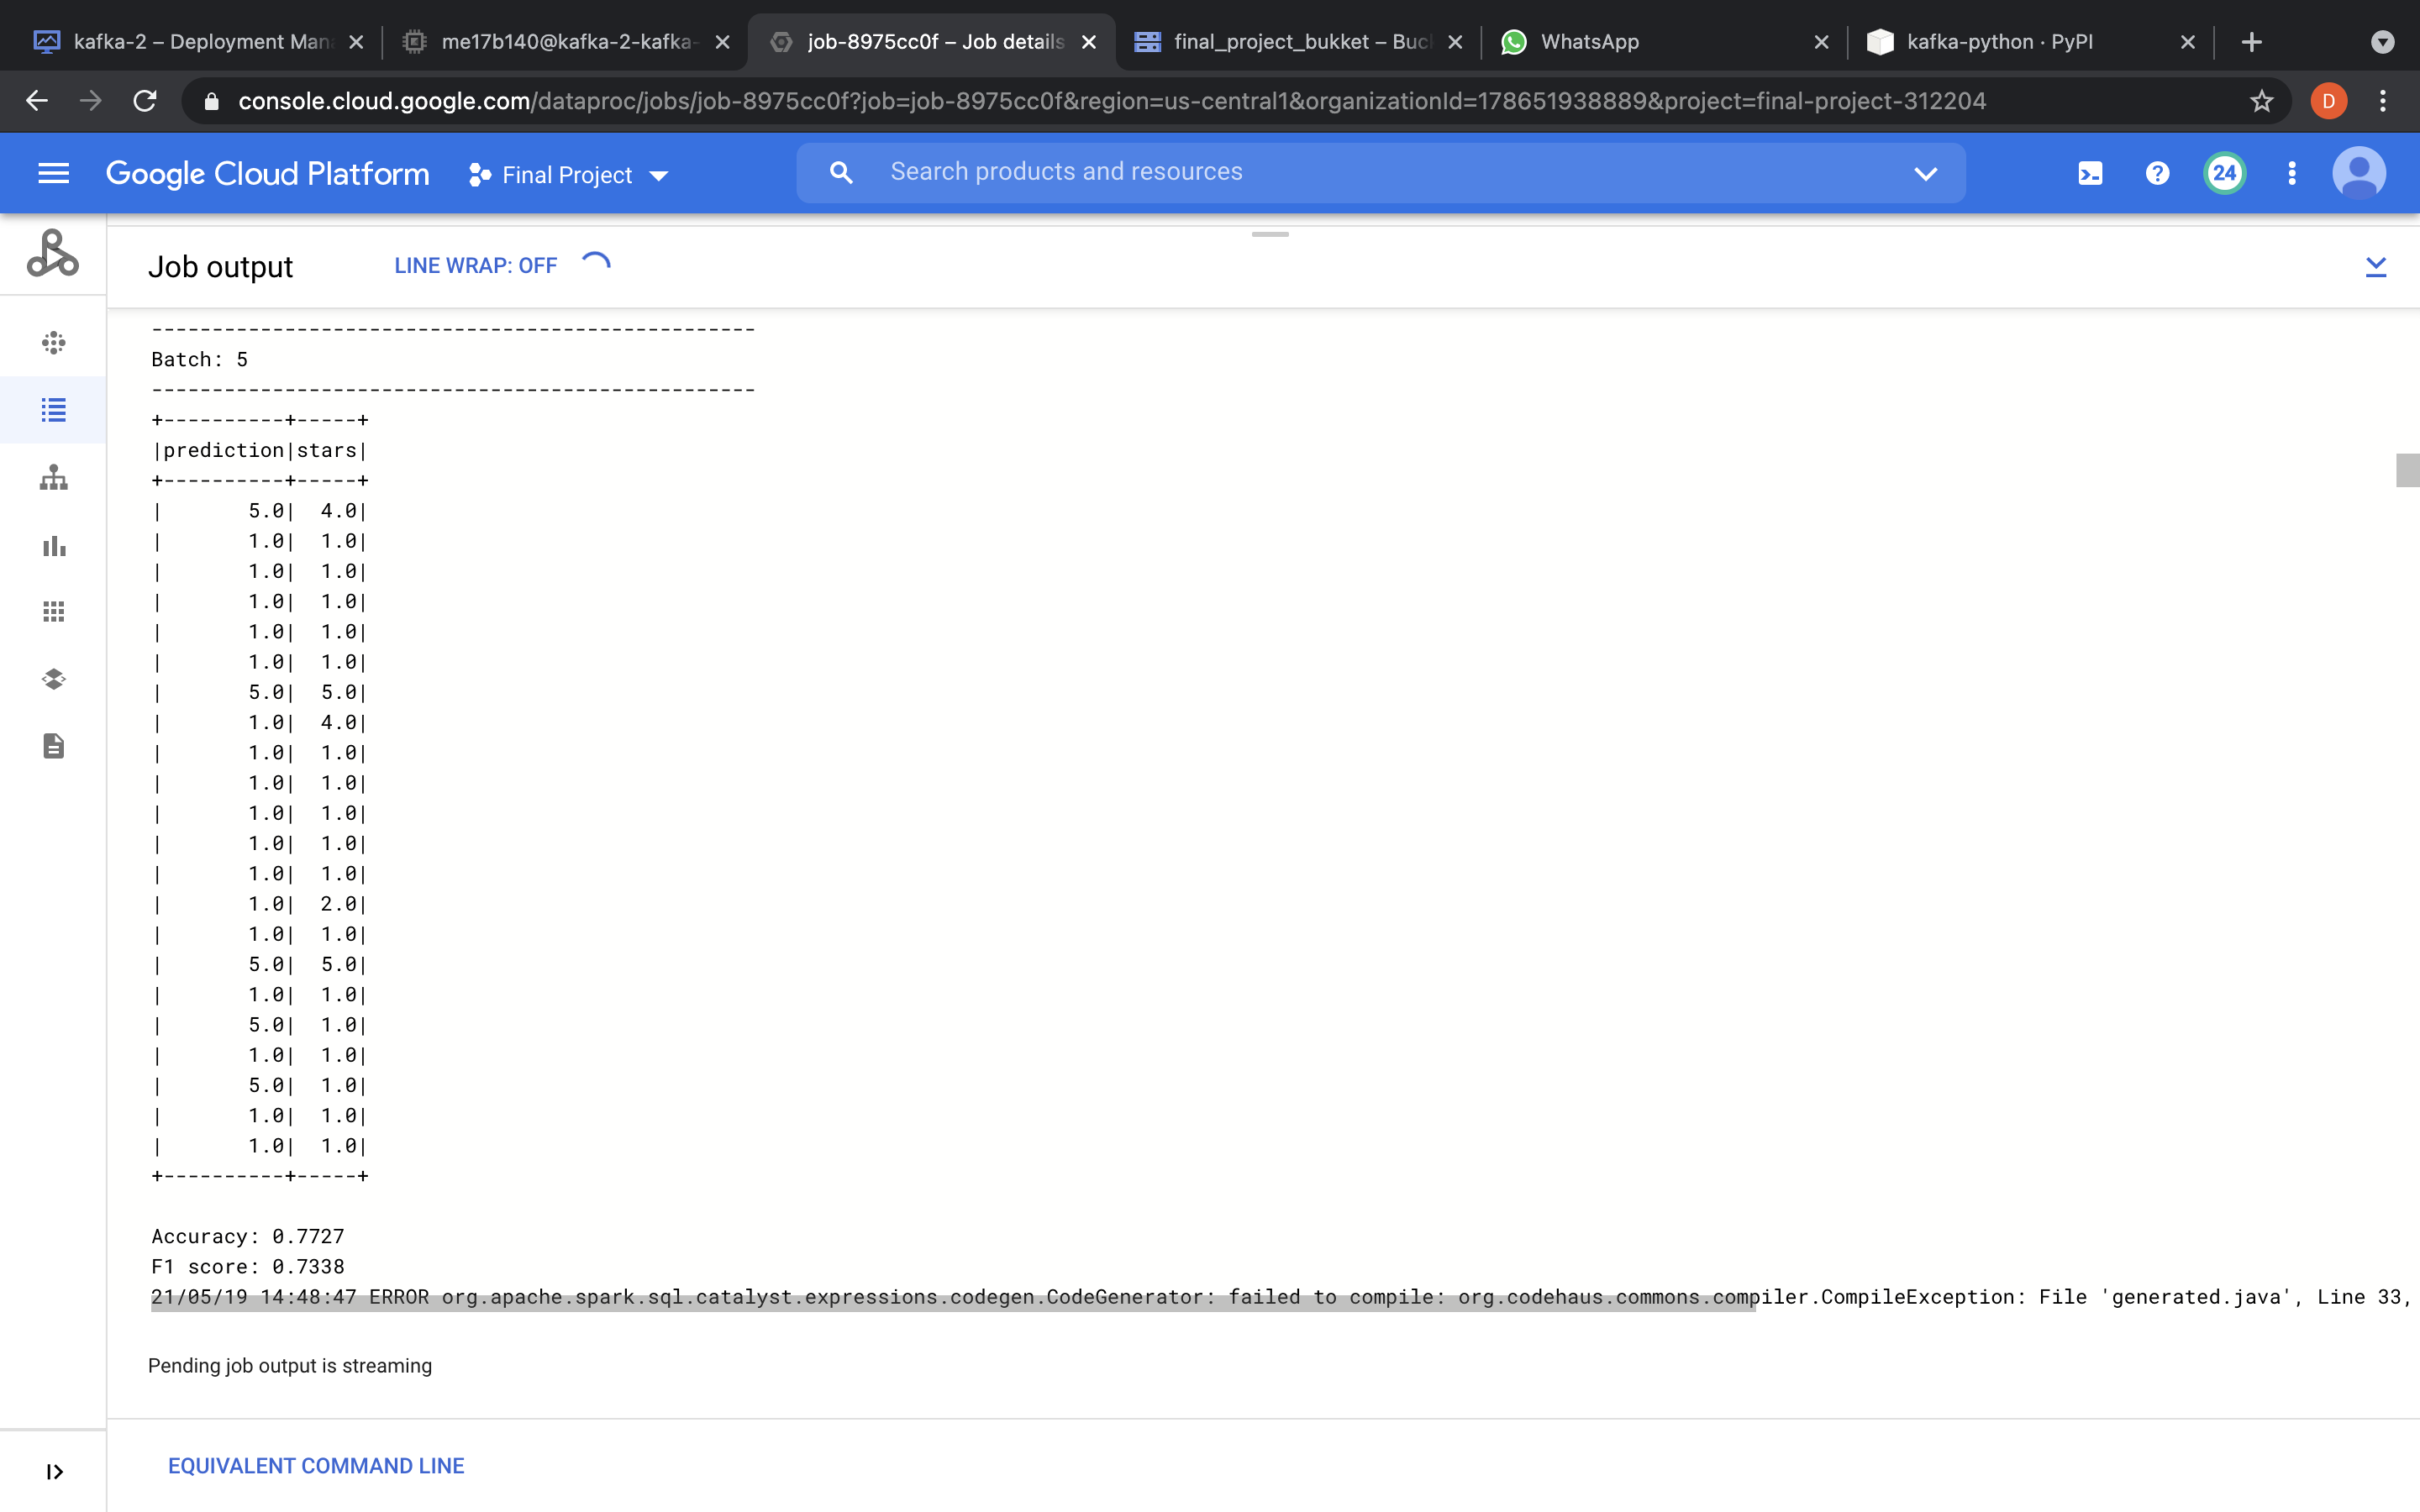 kafka-2 – Deployment Man
me17b140@kafka-2-kafka-
job-8975cc0f – Job details
final_project_bukket – Buc
WhatsApp
kafka-python · PyPI
console.cloud.google.com/dataproc/jobs/job-8975cc0f?job=job-8975cc0f&region=us-central1&organizationId=178651938889&project=final-project-312204
D
Google Cloud Platform
Final Project
Search products and resources
24
Job output
LINE WRAP: OFF
--------------------------------------------------
Batch: 5
--------------------------------------------------
+----------+-----+
|prediction|stars|
+----------+-----+
|       5.0|  4.0|
|       1.0|  1.0|
|       1.0|  1.0|
|       1.0|  1.0|
|       1.0|  1.0|
|       1.0|  1.0|
|       5.0|  5.0|
|       1.0|  4.0|
|       1.0|  1.0|
|       1.0|  1.0|
|       1.0|  1.0|
|       1.0|  1.0|
|       1.0|  1.0|
|       1.0|  2.0|
|       1.0|  1.0|
|       5.0|  5.0|
|       1.0|  1.0|
|       5.0|  1.0|
|       1.0|  1.0|
|       5.0|  1.0|
|       1.0|  1.0|
|       1.0|  1.0|
+----------+-----+
Accuracy: 0.7727
F1 score: 0.7338
21/05/19 14:48:47 ERROR org.apache.spark.sql.catalyst.expressions.codegen.CodeGenerator: failed to compile: org.codehaus.commons.compiler.CompileException: File 'generated.java', Line 33,
Pending job output is streaming
EQUIVALENT COMMAND LINE